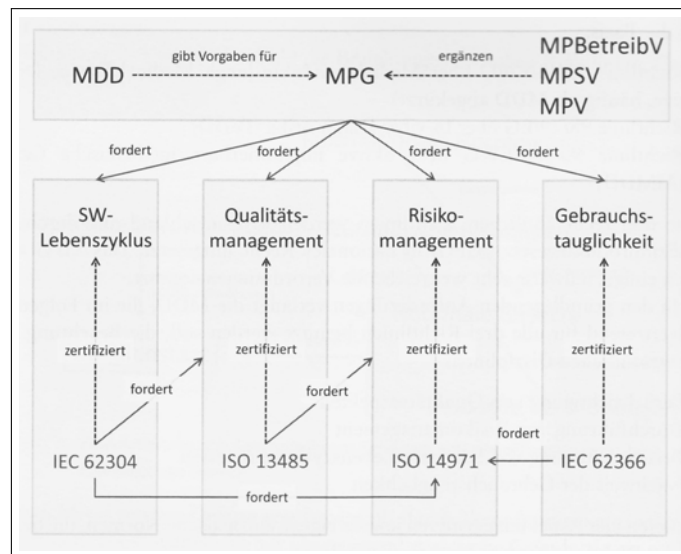 MDD
gibt Vorgaben für
MPG
ergänzen
MPBetreibV
MPSV
MPV
fordert
fordert
fordert
fordert
SW-
Lebenszyklus
Qualitäts-
management
Risiko-
management
Gebrauchs-
tauglichkeit
zertifiziert
zertifiziert
zertifiziert
zertifiziert
fordert
fordert
fordert
IEC 62304
ISO 13485
ISO 14971
IEC 62366
fordert